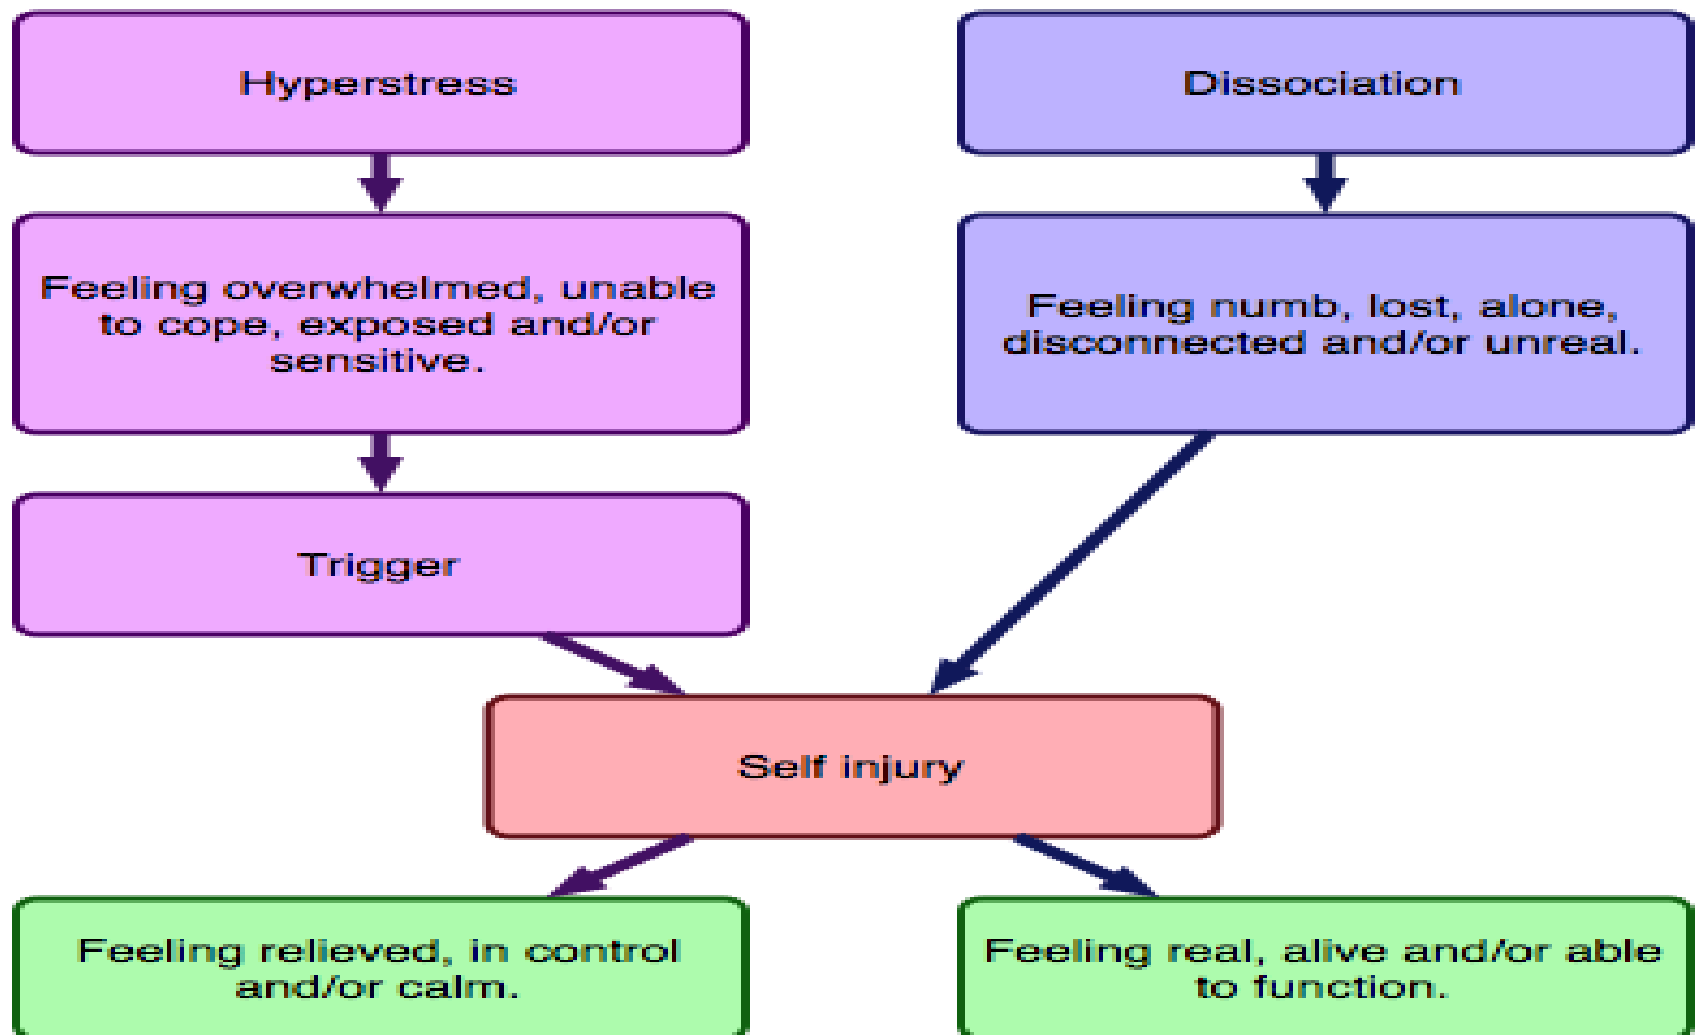 Hyperstress
Dissociation
Feeling overwhelmed, unable
to cope, exposed and/or
sensitive.
Feeling numb, lost, alone,
disconnected and/or unreal.
Trigger
Self injury
Feeling relieved, in control
and/or calm.
Feeling real, alive and/or able
to function.